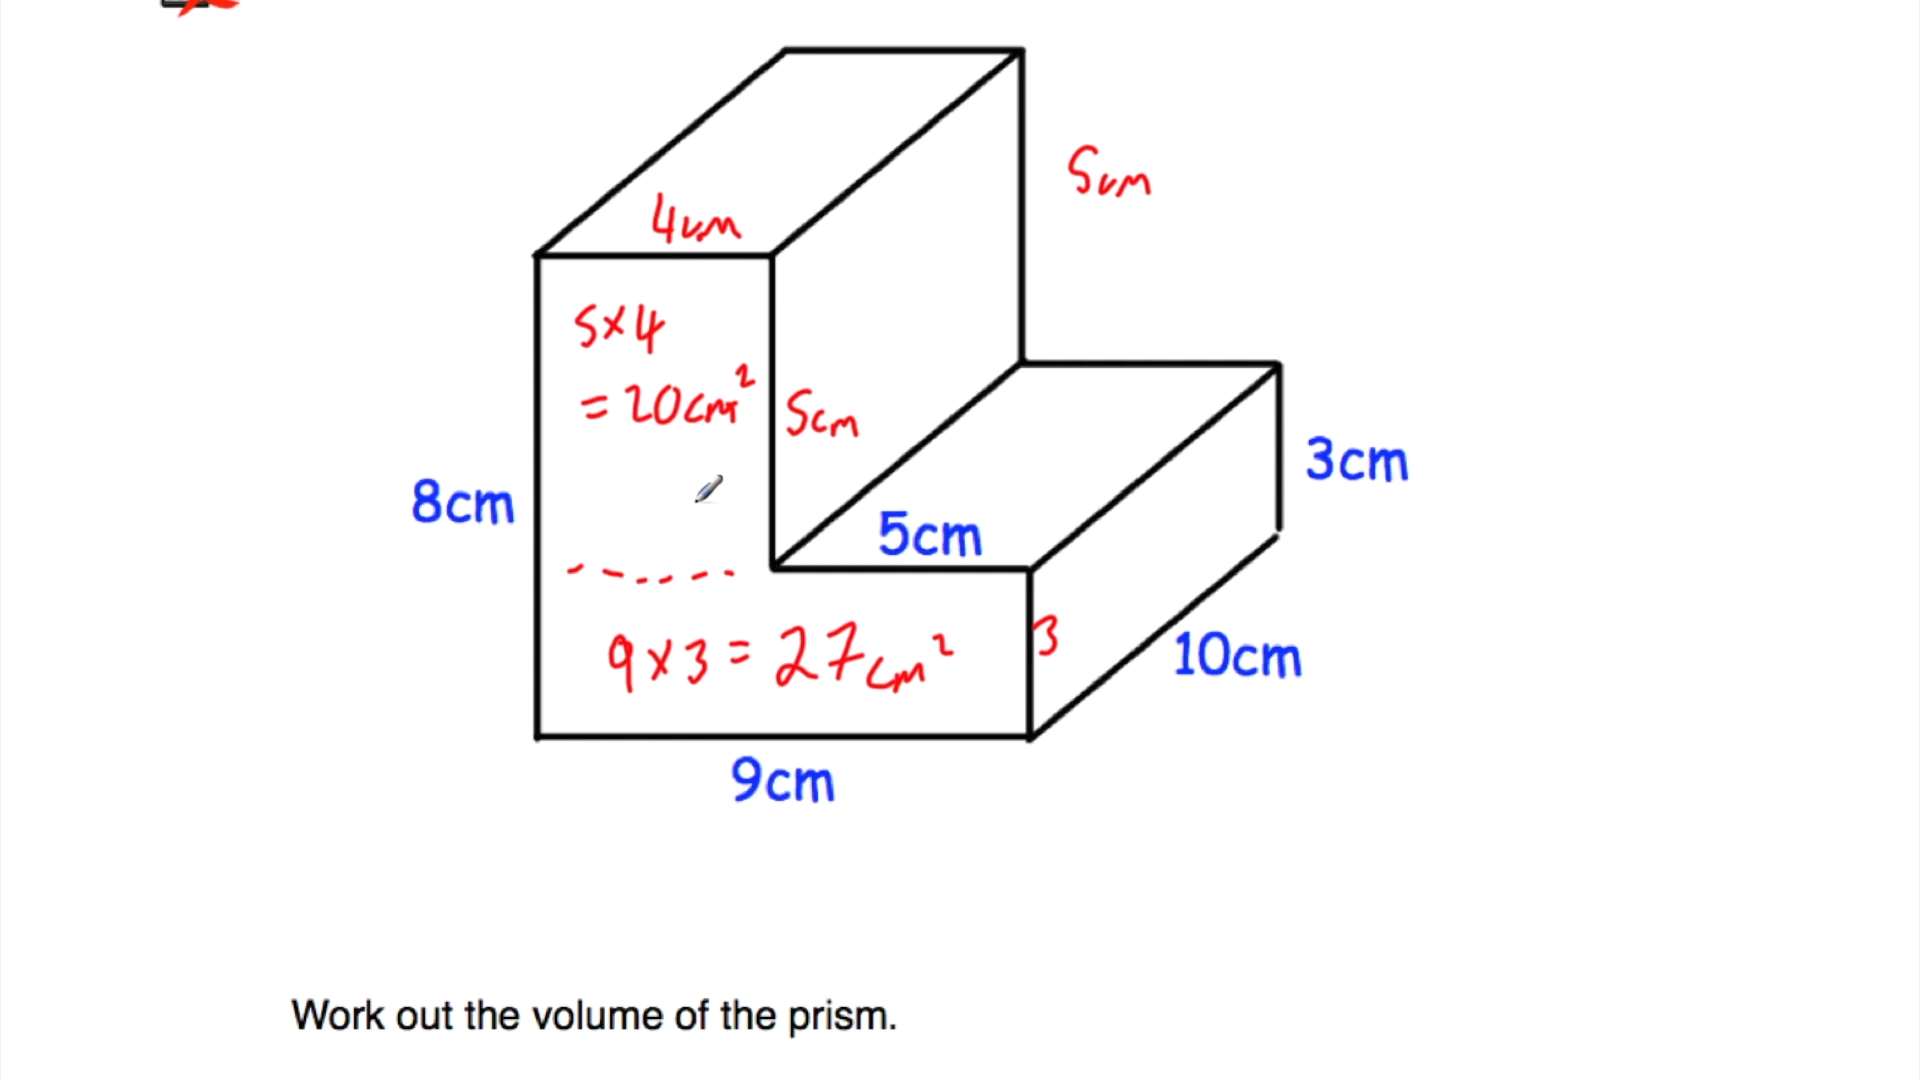 5cm
4cm
5×4
= 20cm²
5cm
3cm
8cm
5cm
3
9×3 = 27cm²
10cm
9cm
Work out the volume of the prism.